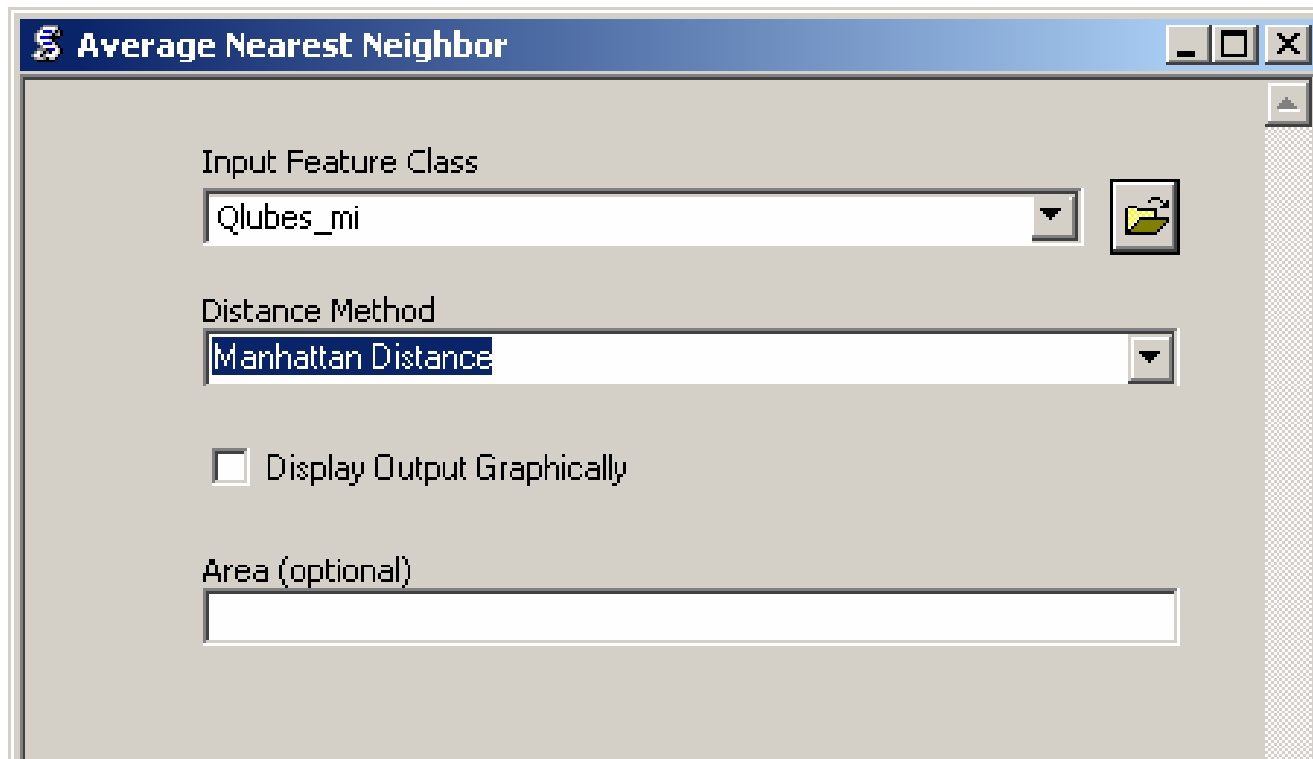 Average Nearest Neighbor
Input Feature Class
Qlubes_mi
Distance Method
Manhattan Distance
Display Output Graphically
Area (optional)